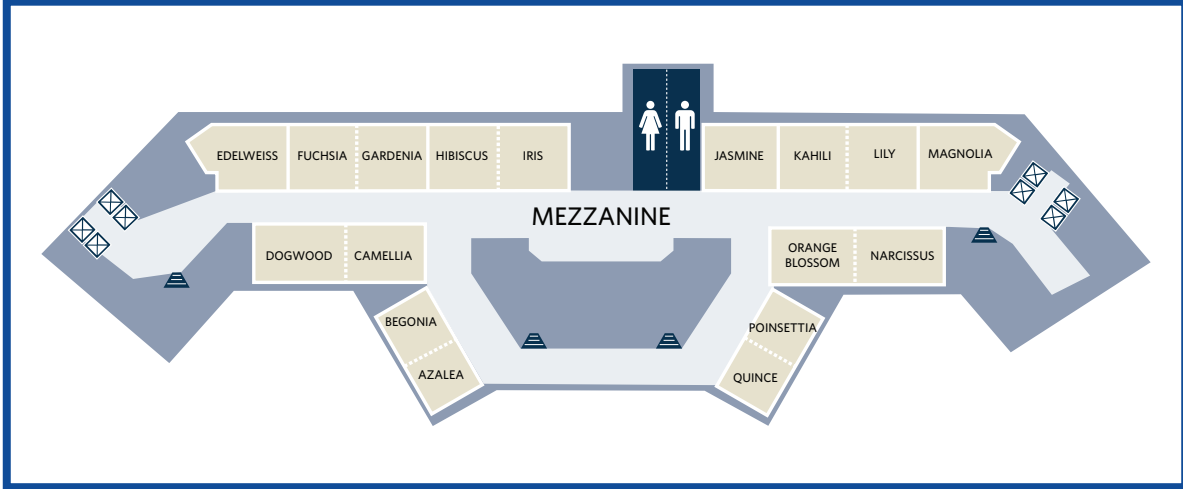 EDELWEISS
FUCHSIA
GARDENIA
HIBISCUS
IRIS
JASMINE
KAHILI
LILY
MAGNOLIA
MEZZANINE
DOGWOOD
CAMELLIA
ORANGE
BLOSSOM
NARCISSUS
BEGONIA
AZALEA
POINSETTIA
QUINCE